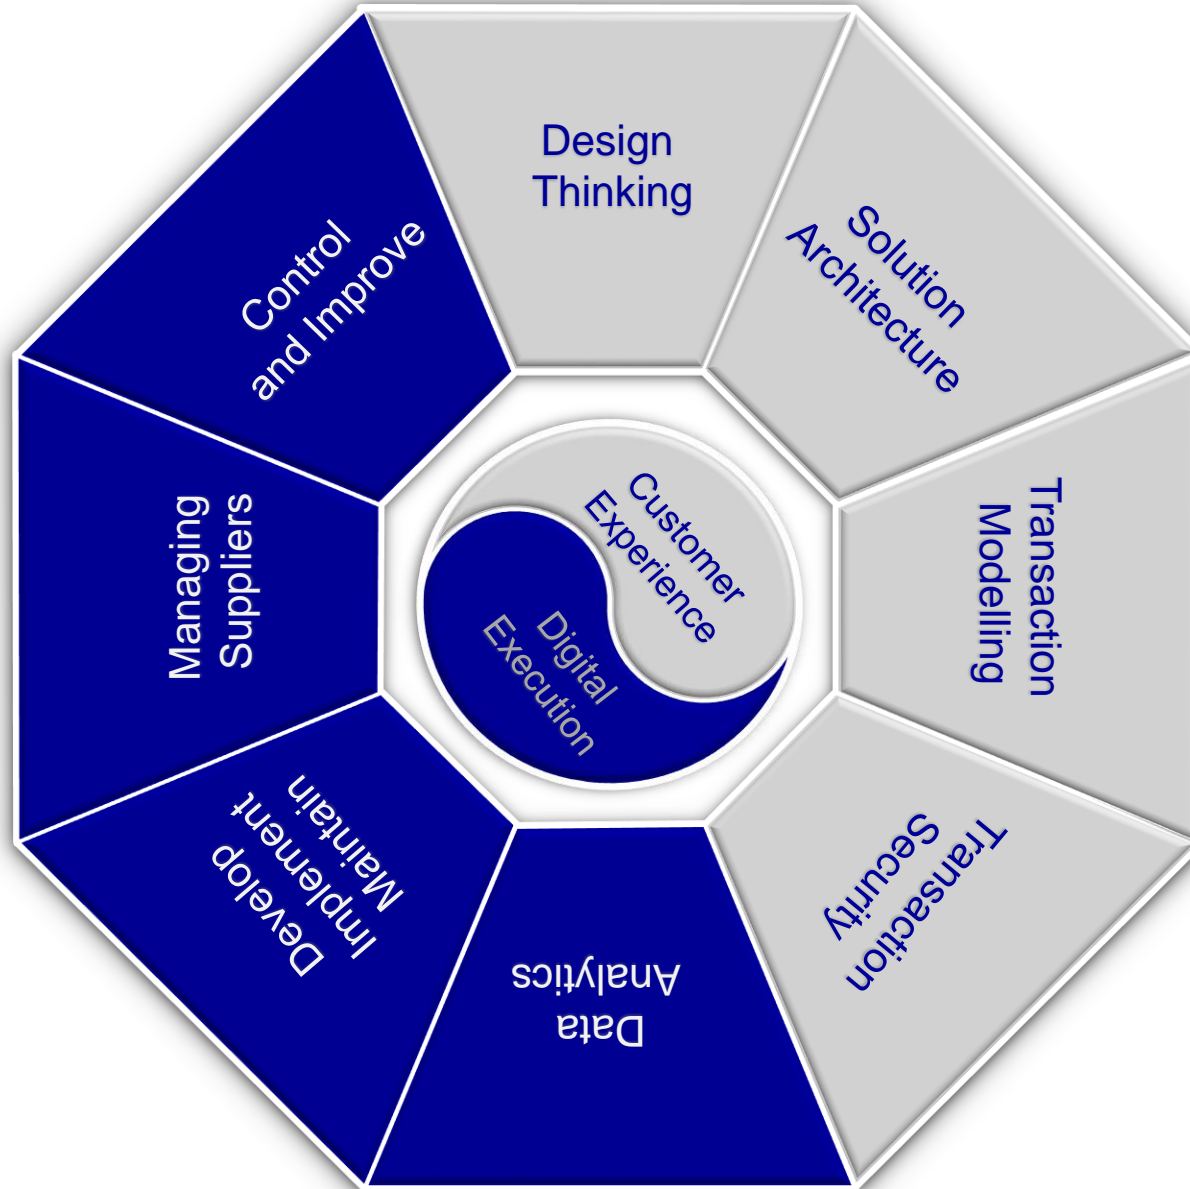 Design
Thinking
Solution
Architecture
Transaction
Modelling
Transaction
Security
Data
Analytics
Develop
Implement
Maintain
Managing
Suppliers
Control
and Improve
Customer
Experience
Digital
Execution